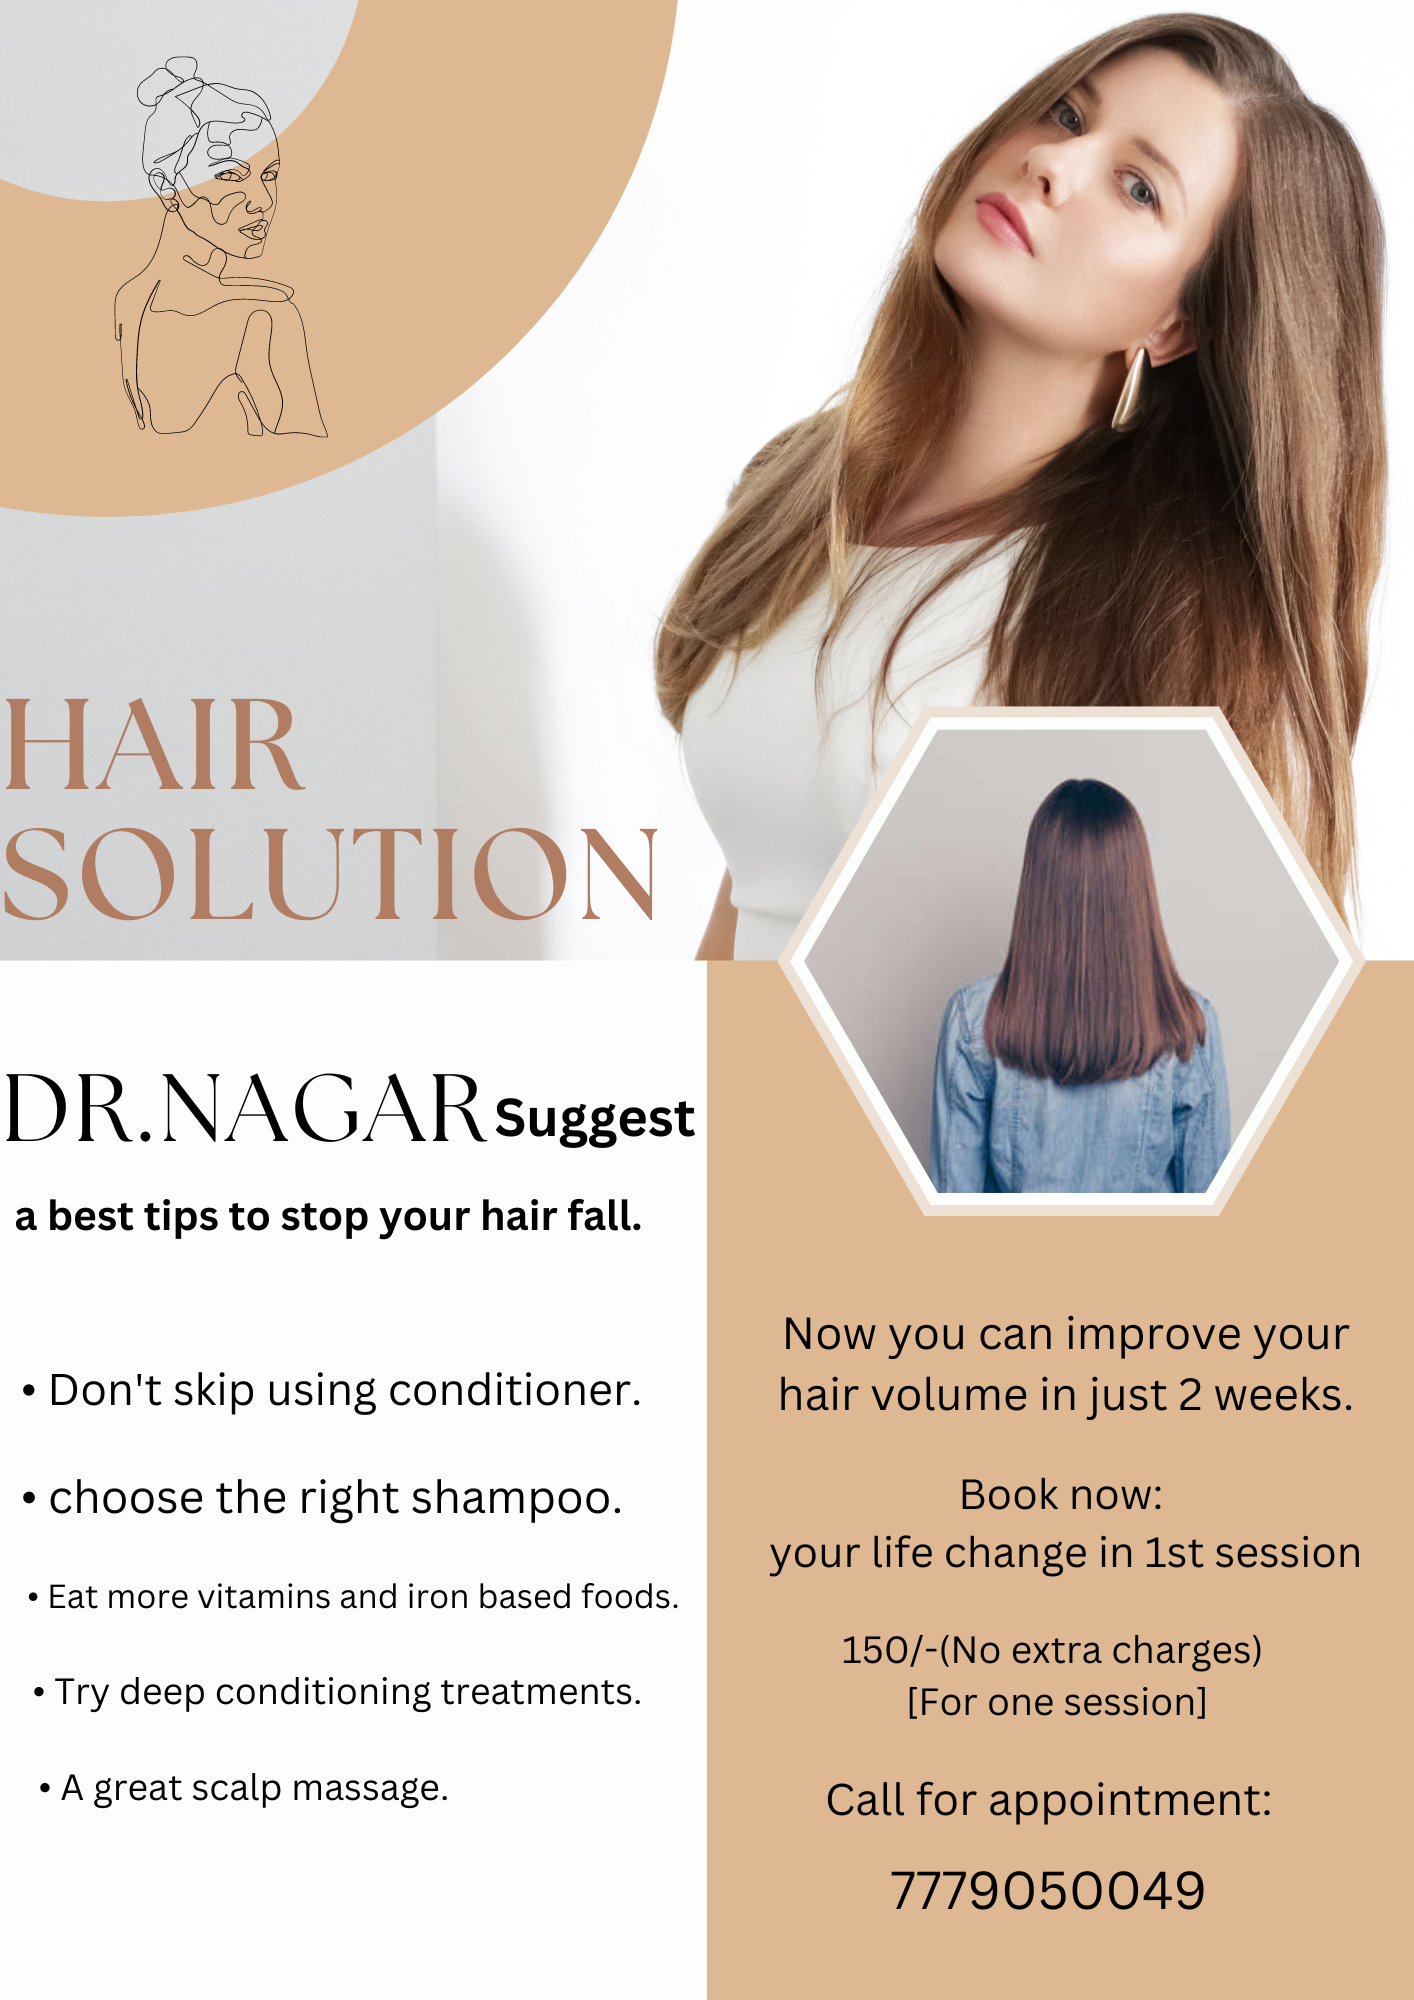 HAIR
SOLUTION
DR.NAGAR Suggest
a best tips to stop your hair fall.
• Don't skip using conditioner.
• choose the right shampoo.
• Eat more vitamins and iron based foods.
• Try deep conditioning treatments.
• A great scalp massage.
Now you can improve your
hair volume in just 2 weeks.
Book now:
your life change in 1st session
150/-(No extra charges)
[For one session]
Call for appointment:
7779050049